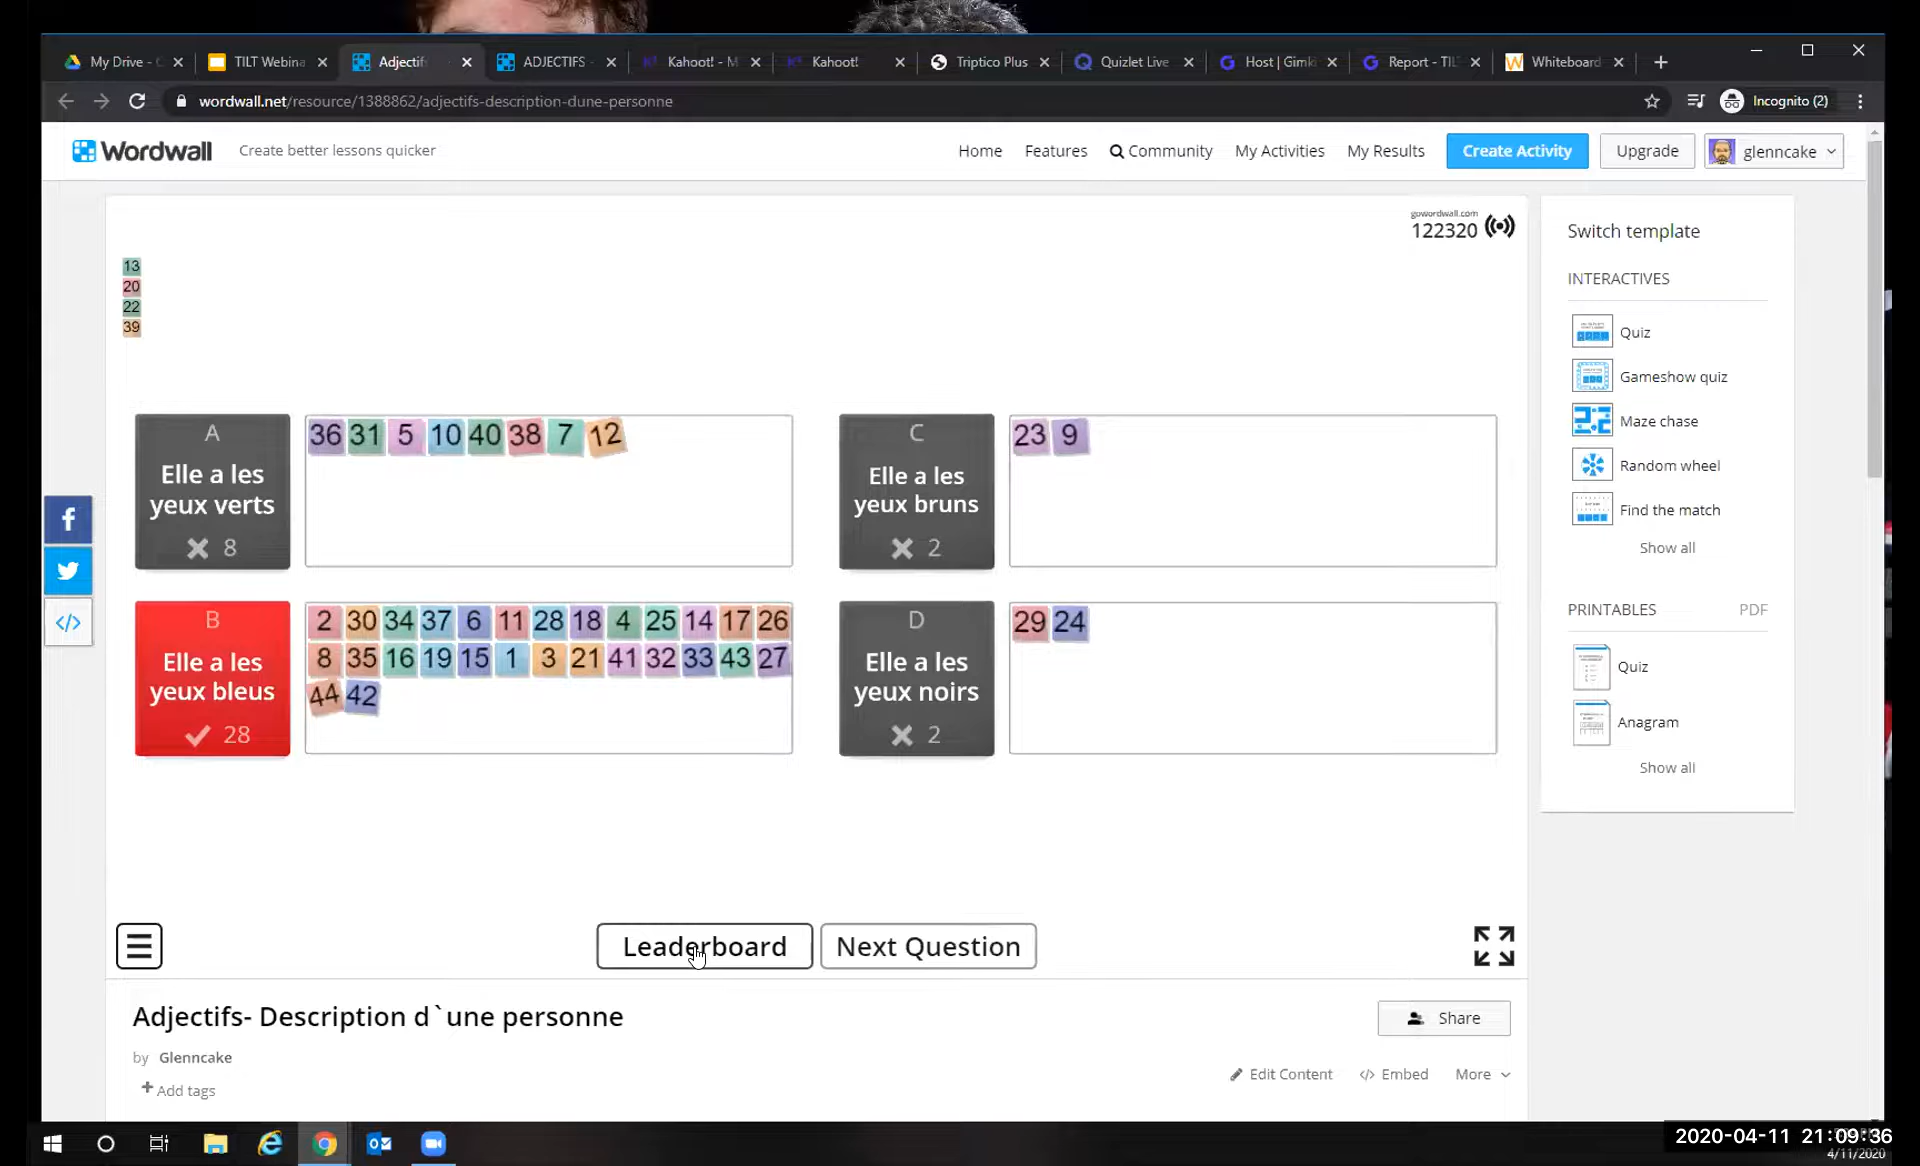 My Drive -
TILT Webina
Adjectifs
ADJECTIFS
Kahoot! - M
Kahoot!
Triptico Plus
Quizlet Live
Host | Gimki
Report - TIL
Whiteboard
wordwall.net/resource/1388862/adjectifs-description-dune-personne
Incognito (2)
Wordwall
Create better lessons quicker
Home
Features
Community
My Activities
My Results
Create Activity
Upgrade
glenncake
gowordwall.com
122320
13
20
22
39
A
Elle a les
yeux verts
8
36 31 5 10 40 38 7 12
C
Elle a les
yeux bruns
2
23 9
B
Elle a les
yeux bleus
28
2 30 34 37 6 11 28 18 4 25 14 17 26
8 35 16 19 15 1 3 21 41 32 33 43 27
44 42
D
Elle a les
yeux noirs
2
29 24
Switch template
INTERACTIVES
Quiz
Gameshow quiz
Maze chase
Random wheel
Find the match
Show all
PRINTABLES PDF
Quiz
Anagram
Show all
Leaderboard
Next Question
Adjectifs- Description d`une personne
by Glenncake
+ Add tags
Share
Edit Content
</> Embed
More
2020-04-11 21:09:36
4/11/2020